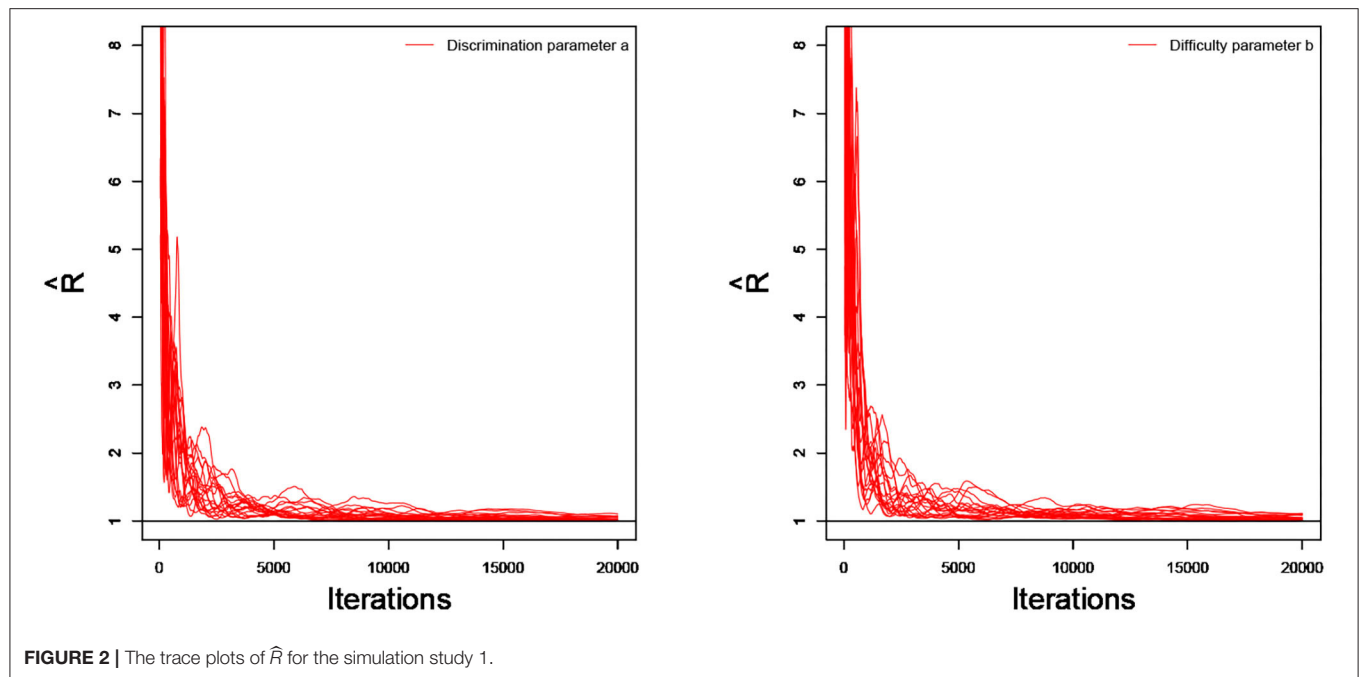 Discrimination parameter a
8
7
6
5
4
3
2
1
R̂
0 5000 10000 15000 20000
Iterations
Difficulty parameter b
8
7
6
5
4
3
2
1
R̂
0 5000 10000 15000 20000
Iterations
FIGURE 2 | The trace plots of R̂ for the simulation study 1.